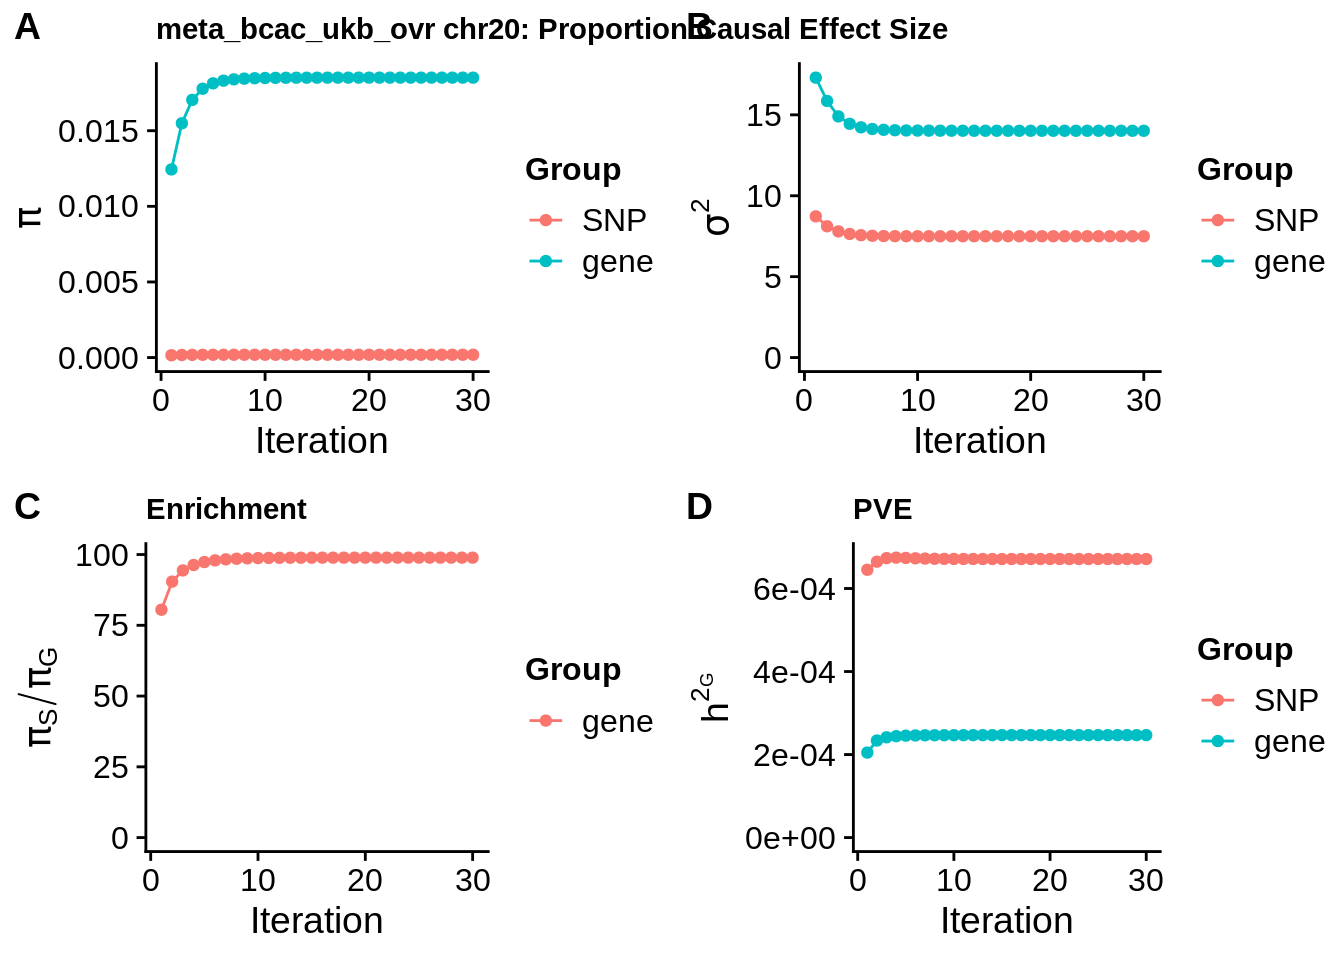 A
meta_bcac_ukb_ovr chr20: Proportion Causal
π
0.015
0.010
0.005
0.000
0 10 20 30
Iteration
Group
SNP
gene
B
Causal Effect Size
σ2
15
10
5
0
0 10 20 30
Iteration
Group
SNP
gene
C
Enrichment
πS/πG
100
75
50
25
0
0 10 20 30
Iteration
Group
gene
D
PVE
h2G
6e-04
4e-04
2e-04
0e+00
0 10 20 30
Iteration
Group
SNP
gene